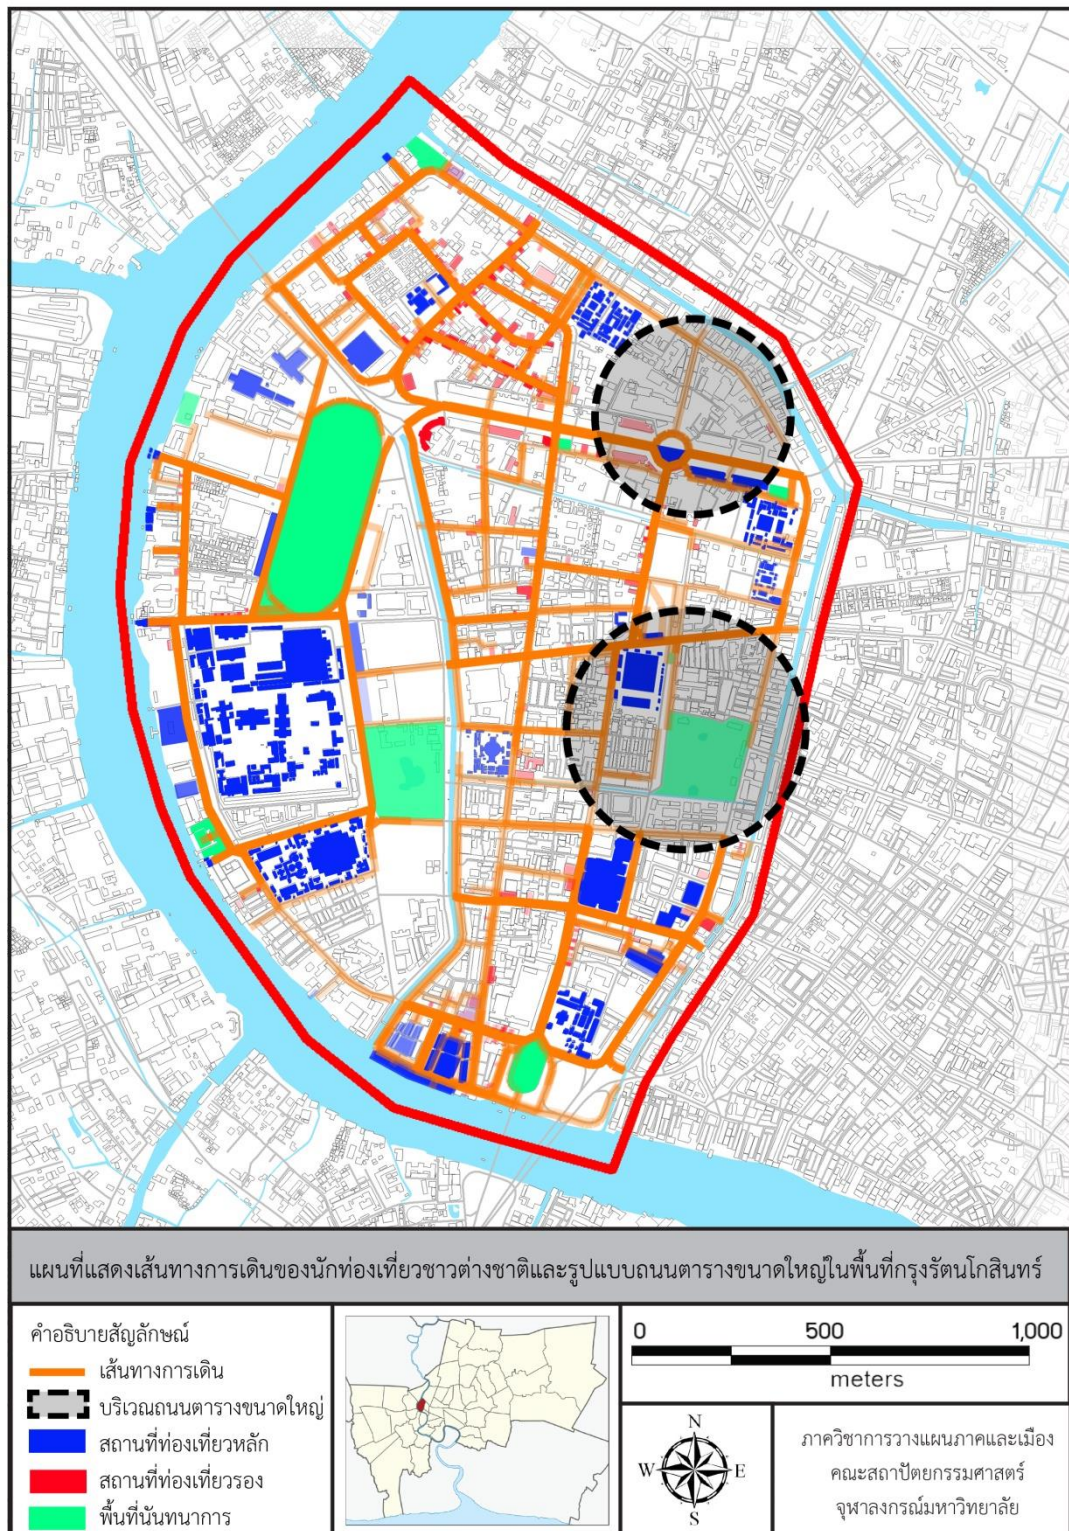 แผนที่แสดงเส้นทางการเดินของนักท่องเที่ยวชาวต่างชาติและรูปแบบถนนตารางขนาดใหญ่ในพื้นที่กรุงรัตนโกสินทร์
คำอธิบายสัญลักษณ์
เส้นทางการเดิน
บริเวณถนนตารางขนาดใหญ่
สถานที่ท่องเที่ยวหลัก
สถานที่ท่องเที่ยวรอง
พื้นที่นันทนาการ
0 500 1,000
meters
N
W E
S
ภาควิชาการวางแผนภาคและเมือง
คณะสถาปัตยกรรมศาสตร์
จุฬาลงกรณ์มหาวิทยาลัย